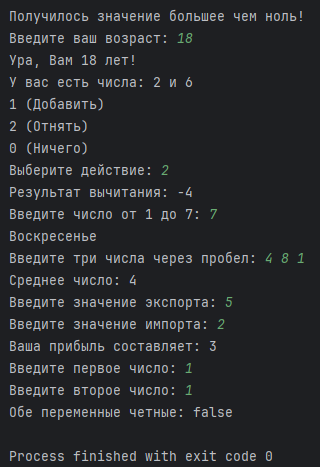 Получилось значение большее чем ноль!
Введите ваш возраст: 18
Ура, Вам 18 лет!
У вас есть числа: 2 и 6
1 (Добавить)
2 (Отнять)
0 (Ничего)
Выберите действие: 2
Результат вычитания: -4
Введите число от 1 до 7: 7
Воскресенье
Введите три числа через пробел: 4 8 1
Среднее число: 4
Введите значение экспорта: 5
Введите значение импорта: 2
Ваша прибыль составляет: 3
Введите первое число: 1
Введите второе число: 1
Обе переменные четные: false
Process finished with exit code 0